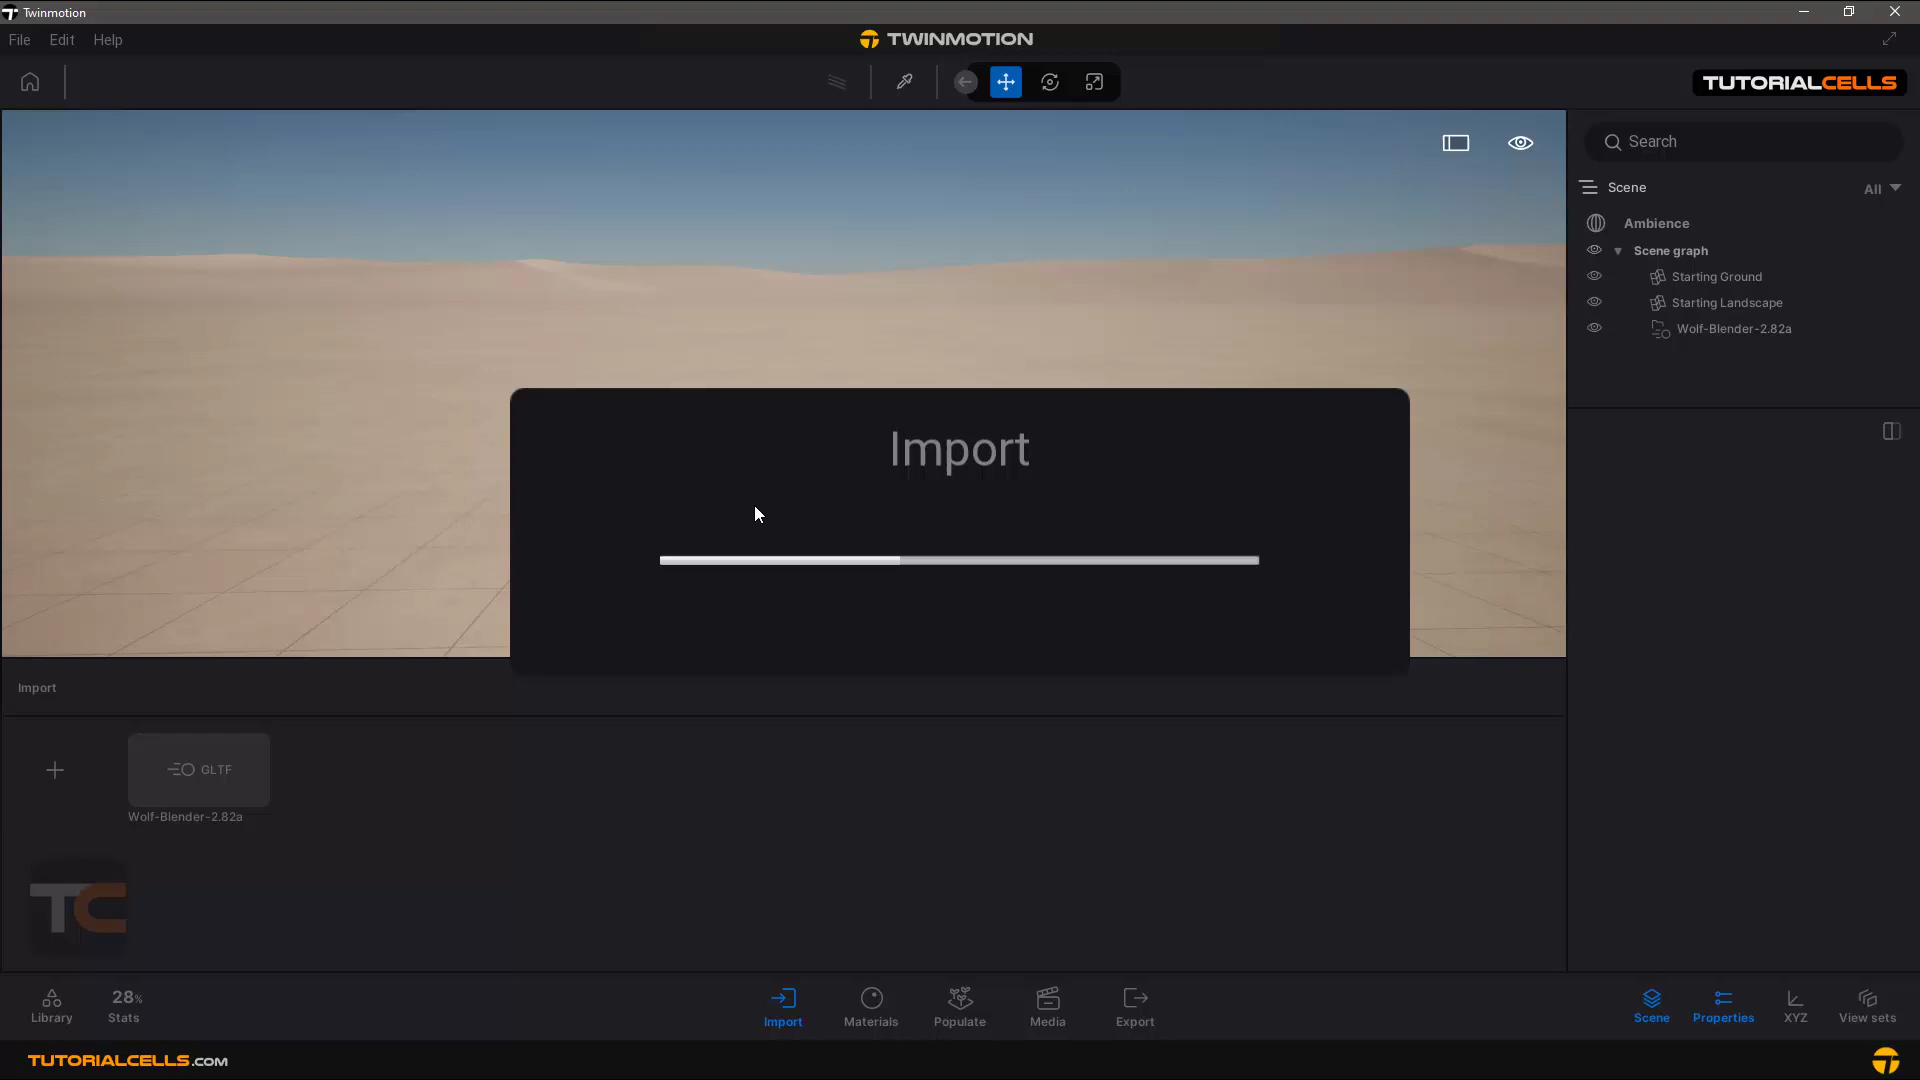 Twinmotion
File Edit Help
TWINMOTION
TUTORIALCELLS
Search
Scene
All
Ambience
Scene graph
Starting Ground
Starting Landscape
Wolf-Blender-2.82a
Import
Import
GLTF
Wolf-Blender-2.82a
TC
Library
28%
Stats
Import
Materials
Populate
Media
Export
Scene
Properties
XYZ
View sets
TUTORIALCELLS.COM